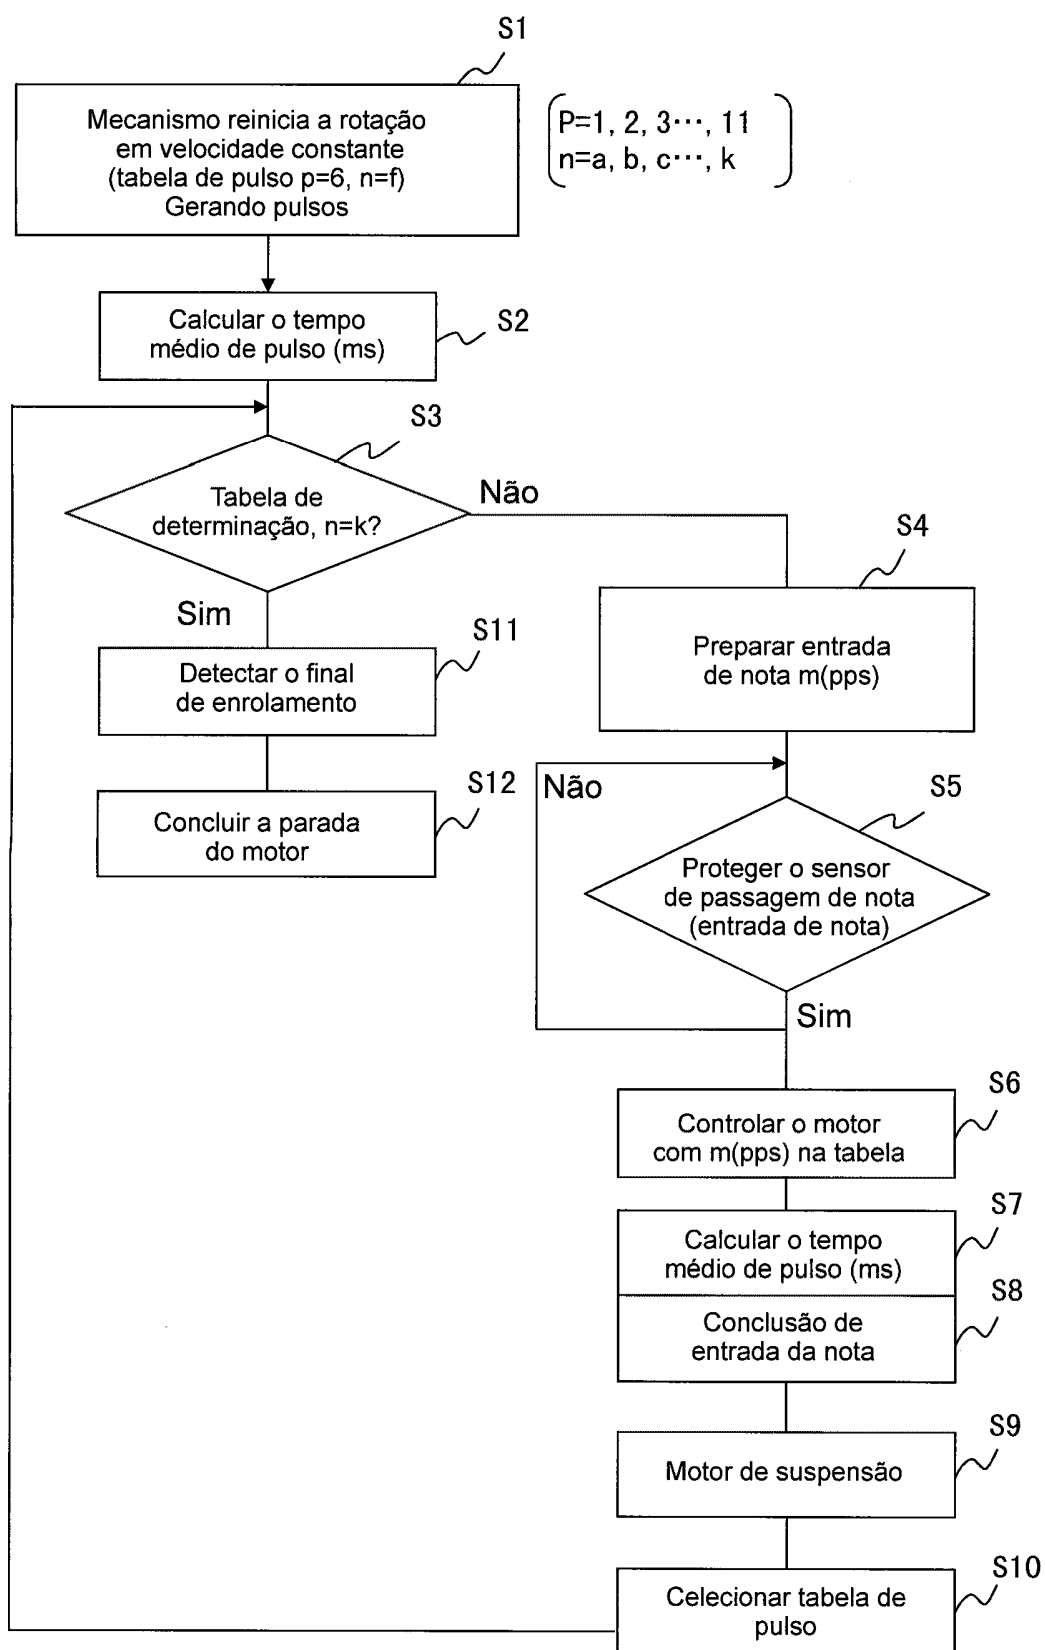 S1
Mecanismo reinicia a rotação
em velocidade constante
(tabela de pulso p=6, n=f)
Gerando pulsos
P=1, 2, 3···, 11
n=a, b, c···, k
S2
Calcular o tempo
médio de pulso (ms)
S3
Tabela de
determinação, n=k?
Não
Sim
S4
Preparar entrada
de nota m(pps)
S11
Detectar o final
de enrolamento
S12
Concluir a parada
do motor
Não
S5
Proteger o sensor
de passagem de nota
(entrada de nota)
Sim
S6
Controlar o motor
com m(pps) na tabela
S7
Calcular o tempo
médio de pulso (ms)
S8
Conclusão de
entrada da nota
S9
Motor de suspensão
S10
Celecionar tabela de
pulso